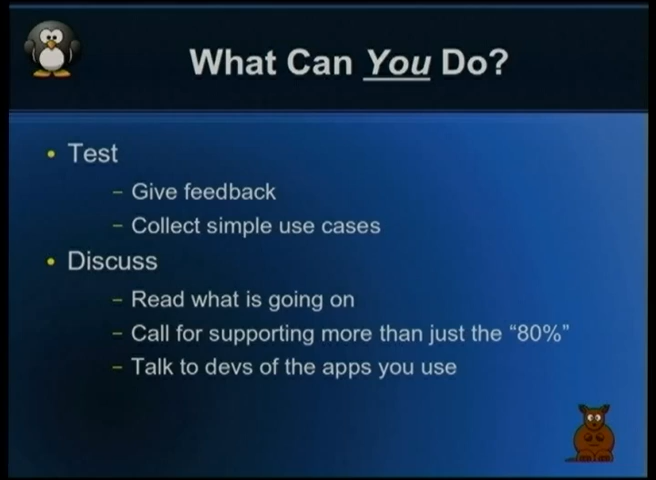 What Can You Do?
• Test
– Give feedback
– Collect simple use cases
• Discuss
– Read what is going on
– Call for supporting more than just the “80%”
– Talk to devs of the apps you use